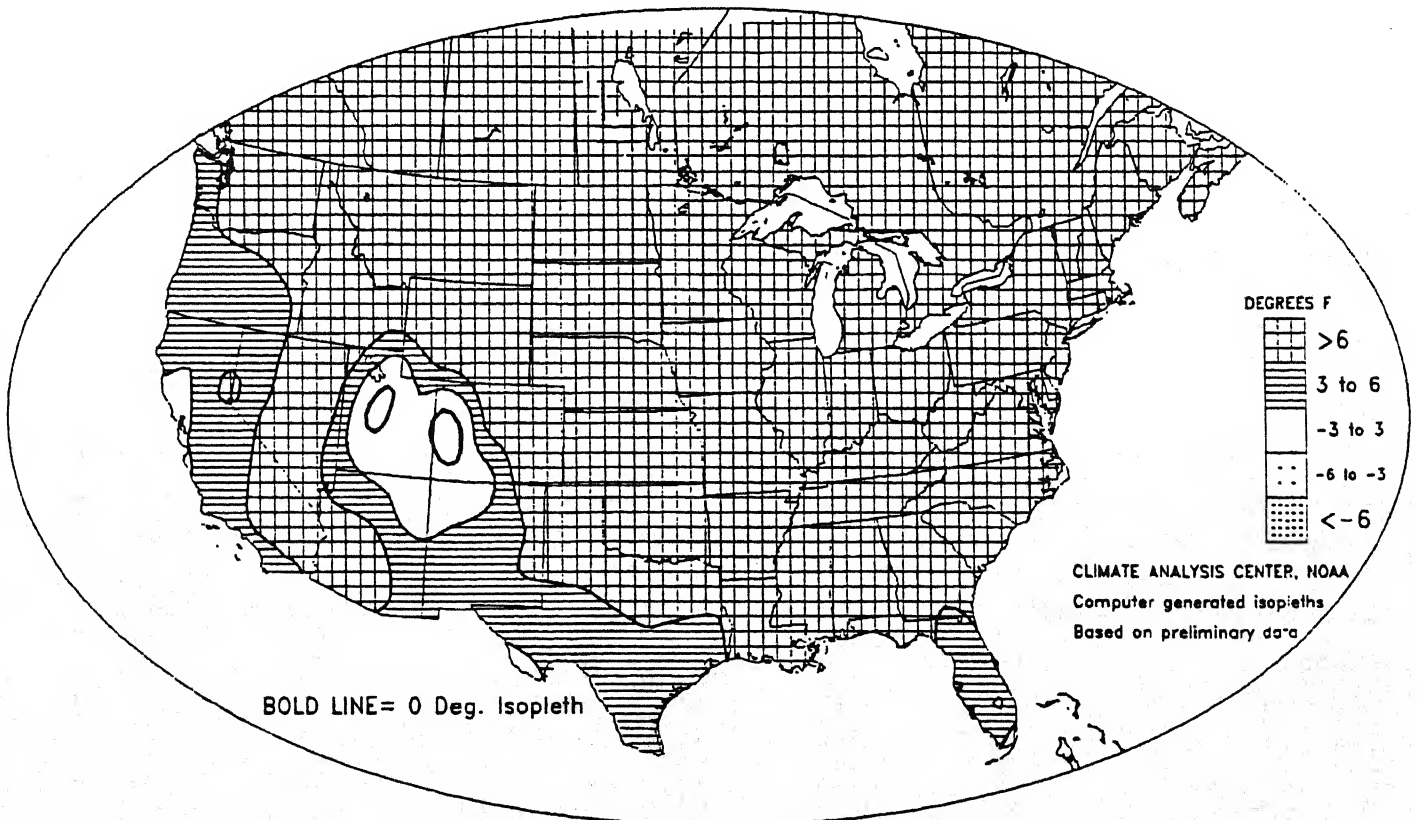 DEGREES F
>6
3 to 6
-3 to 3
-6 to -3
<-6
CLIMATE ANALYSIS CENTER, NOAA
Computer generated isopleths
Based on preliminary data
BOLD LINE= 0 Deg. Isopleth